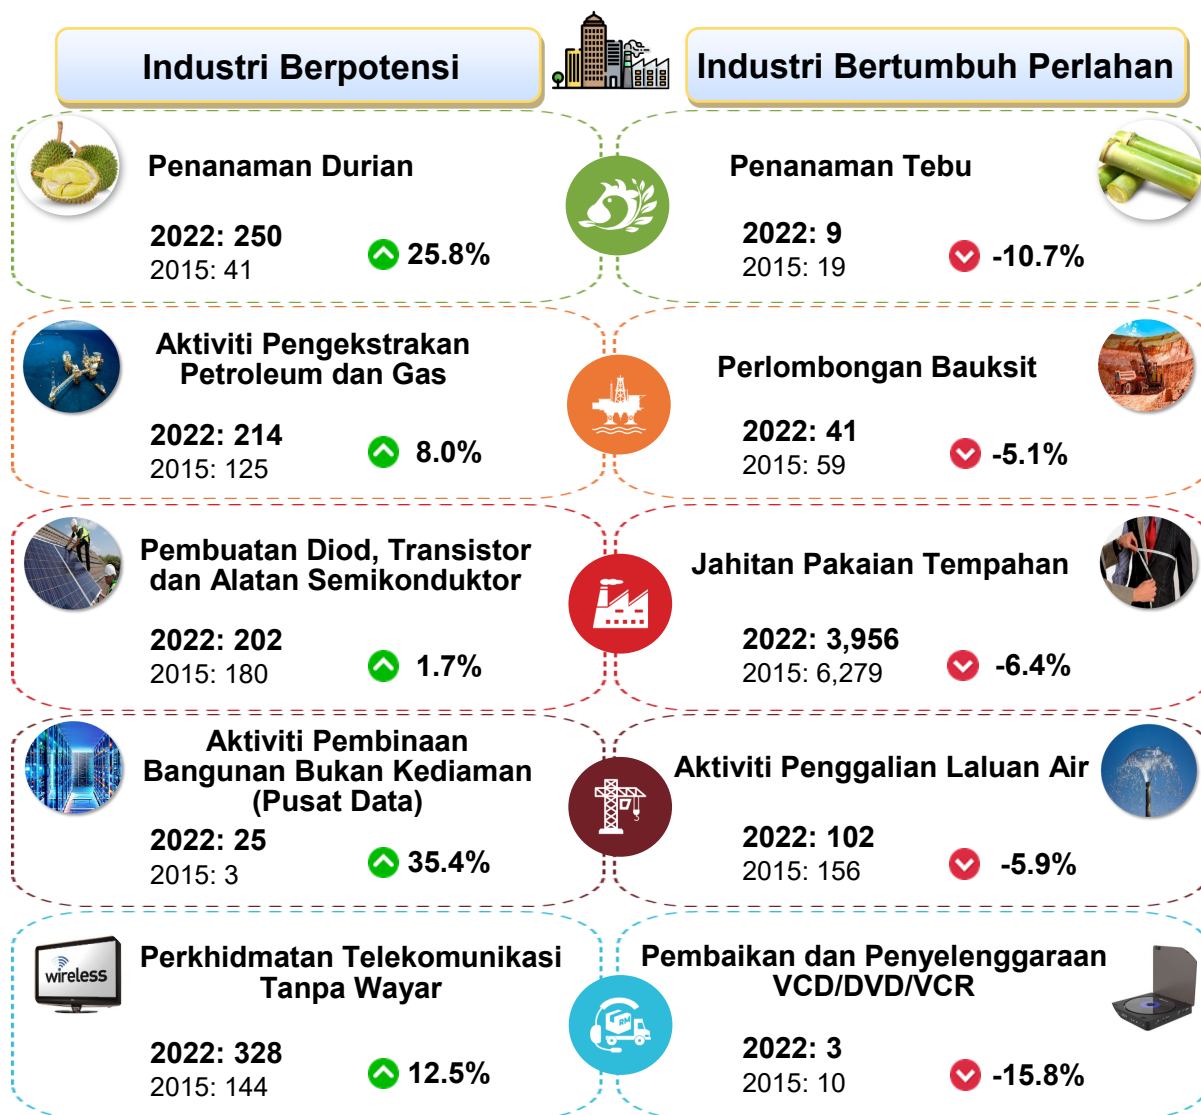 Industri Berpotensi
Industri Bertumbuh Perlahan
Penanaman Durian
2022: 250
2015: 41
25.8%
Penanaman Tebu
2022: 9
2015: 19
-10.7%
Aktiviti Pengekstrakan
Petroleum dan Gas
2022: 214
2015: 125
8.0%
Perlombongan Bauksit
2022: 41
2015: 59
-5.1%
Pembuatan Diod, Transistor
dan Alatan Semikonduktor
2022: 202
2015: 180
1.7%
Jahitan Pakaian Tempahan
2022: 3,956
2015: 6,279
-6.4%
Aktiviti Pembinaan
Bangunan Bukan Kediaman
(Pusat Data)
2022: 25
2015: 3
35.4%
Aktiviti Penggalian Laluan Air
2022: 102
2015: 156
-5.9%
wireless
Perkhidmatan Telekomunikasi
Tanpa Wayar
2022: 328
2015: 144
12.5%
RM
Pembaikan dan Penyelenggaraan
VCD/DVD/VCR
2022: 3
2015: 10
-15.8%